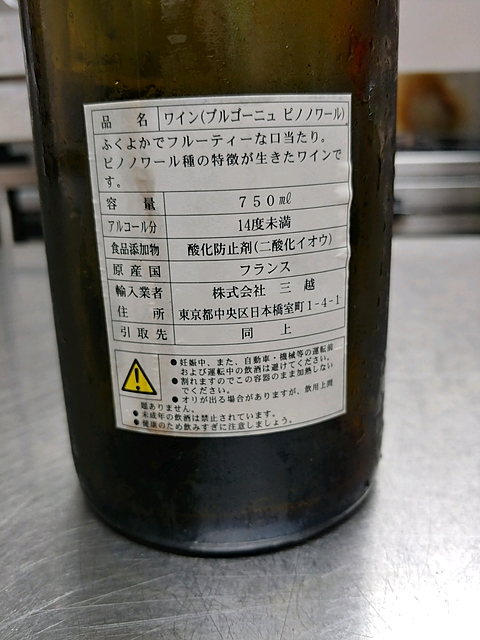 品名 ワイン(ブルゴーニュ ピノノワール)
ふくよかでフルーティーな口当たり。
ピノノワール種の特徴が生きたワインで
す。
容量 750㎖
アルコール分 14度未満
食品添加物 酸化防止剤(二酸化イオウ)
原産国 フランス
輸入業者 株式会社 三越
住所 東京都中央区日本橋室町1-4-1
引取先 同上
●妊娠中、また、自動車・機械等の運転前
および運転中の飲酒は避けてください。
●割れますのでこの容器のまま加熱しない
でください。
●オリが出る場合がありますが、飲用上問
題ありません。
●未成年の飲酒は禁止されています。
●健康のため飲みすぎに注意しましょう。